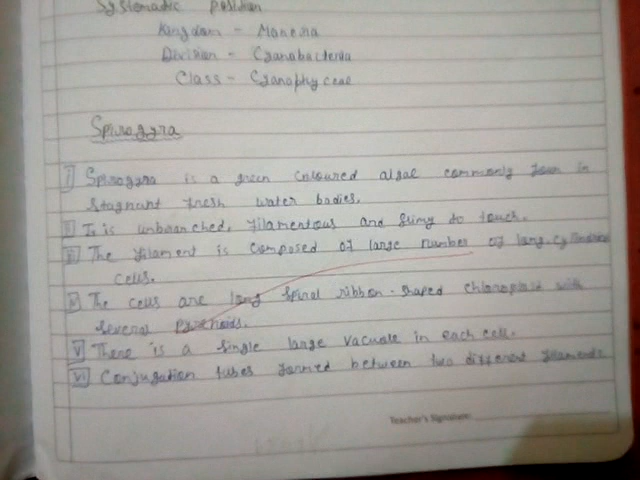 Systematic position
Kingdom - Monera
Division - Cyanobacteria
Class - Cyanophyceae
Spirogyra
i) Spirogyra is a green coloured algae commonly foun in
stagnant fresh water bodies.
ii) It is unbranched, filamentous and slimy to touch.
iii) The filament is composed of large number of long, cylindrical
cells.
iv) The cells are long spiral ribbon-shaped chloroplast with
several pyrenoids.
v) There is a single large vacuole in each cell.
vi) Conjugation tubes formed between two different filaments
Teacher's Signature